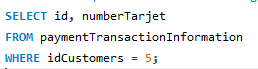 SELECT id, numberTarjet
FROM paymentTransactionInformation
WHERE idCustomers = 5;